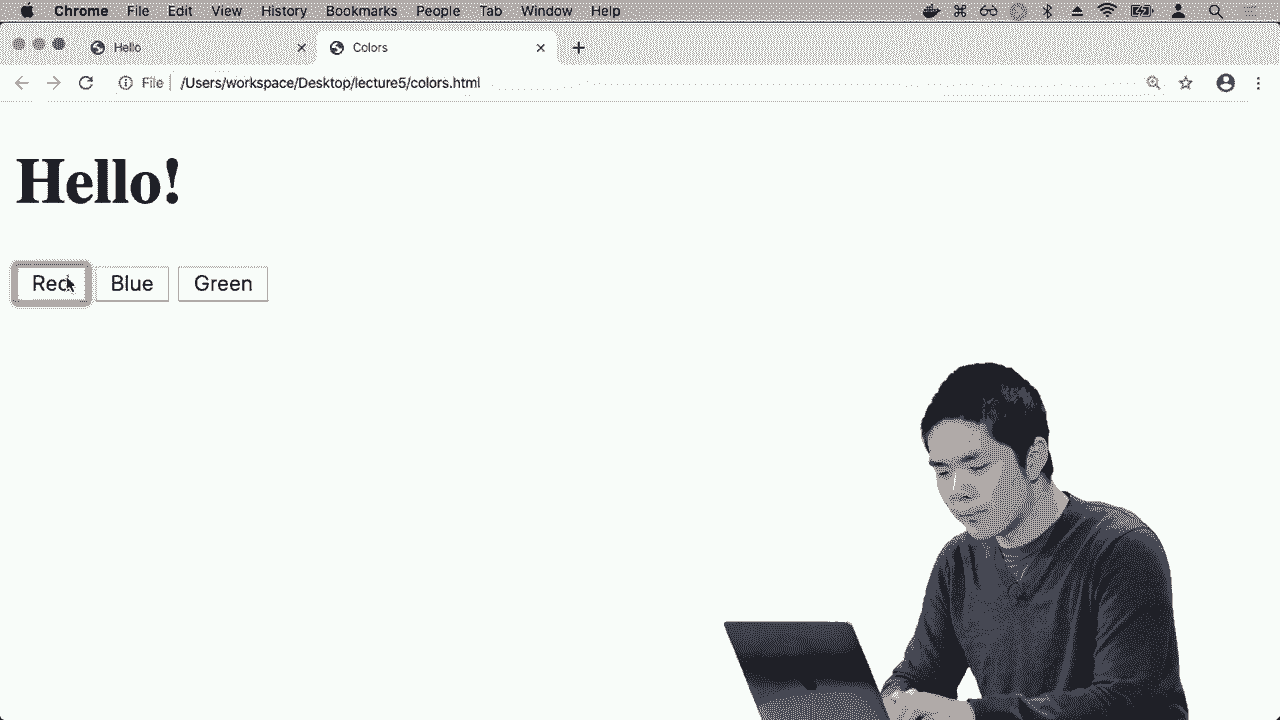 Chrome File Edit View History Bookmarks People Tab Window Help
Hello
Colors
File /Users/workspace/Desktop/lecture5/colors.html
Hello!
Red Blue Green